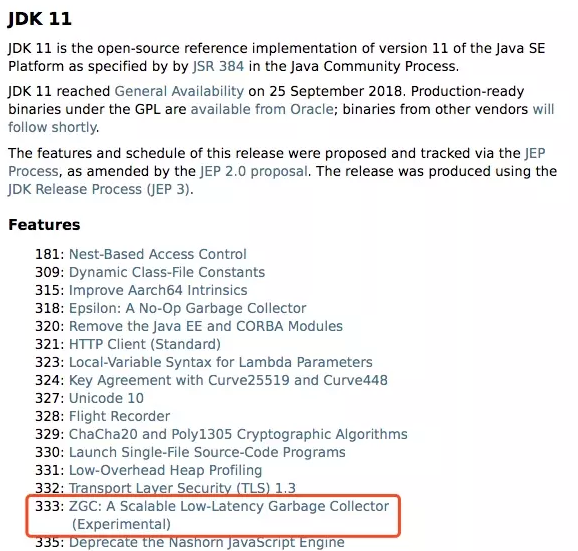 JDK 11
JDK 11 is the open-source reference implementation of version 11 of the Java SE
Platform as specified by by JSR 384 in the Java Community Process.
JDK 11 reached General Availability on 25 September 2018. Production-ready
binaries under the GPL are available from Oracle; binaries from other vendors will
follow shortly.
The features and schedule of this release were proposed and tracked via the JEP
Process, as amended by the JEP 2.0 proposal. The release was produced using the
JDK Release Process (JEP 3).
Features
181: Nest-Based Access Control
309: Dynamic Class-File Constants
315: Improve Aarch64 Intrinsics
318: Epsilon: A No-Op Garbage Collector
320: Remove the Java EE and CORBA Modules
321: HTTP Client (Standard)
323: Local-Variable Syntax for Lambda Parameters
324: Key Agreement with Curve25519 and Curve448
327: Unicode 10
328: Flight Recorder
329: ChaCha20 and Poly1305 Cryptographic Algorithms
330: Launch Single-File Source-Code Programs
331: Low-Overhead Heap Profiling
332: Transport Layer Security (TLS) 1.3
333: ZGC: A Scalable Low-Latency Garbage Collector
(Experimental)
335: Deprecate the Nashorn JavaScript Engine